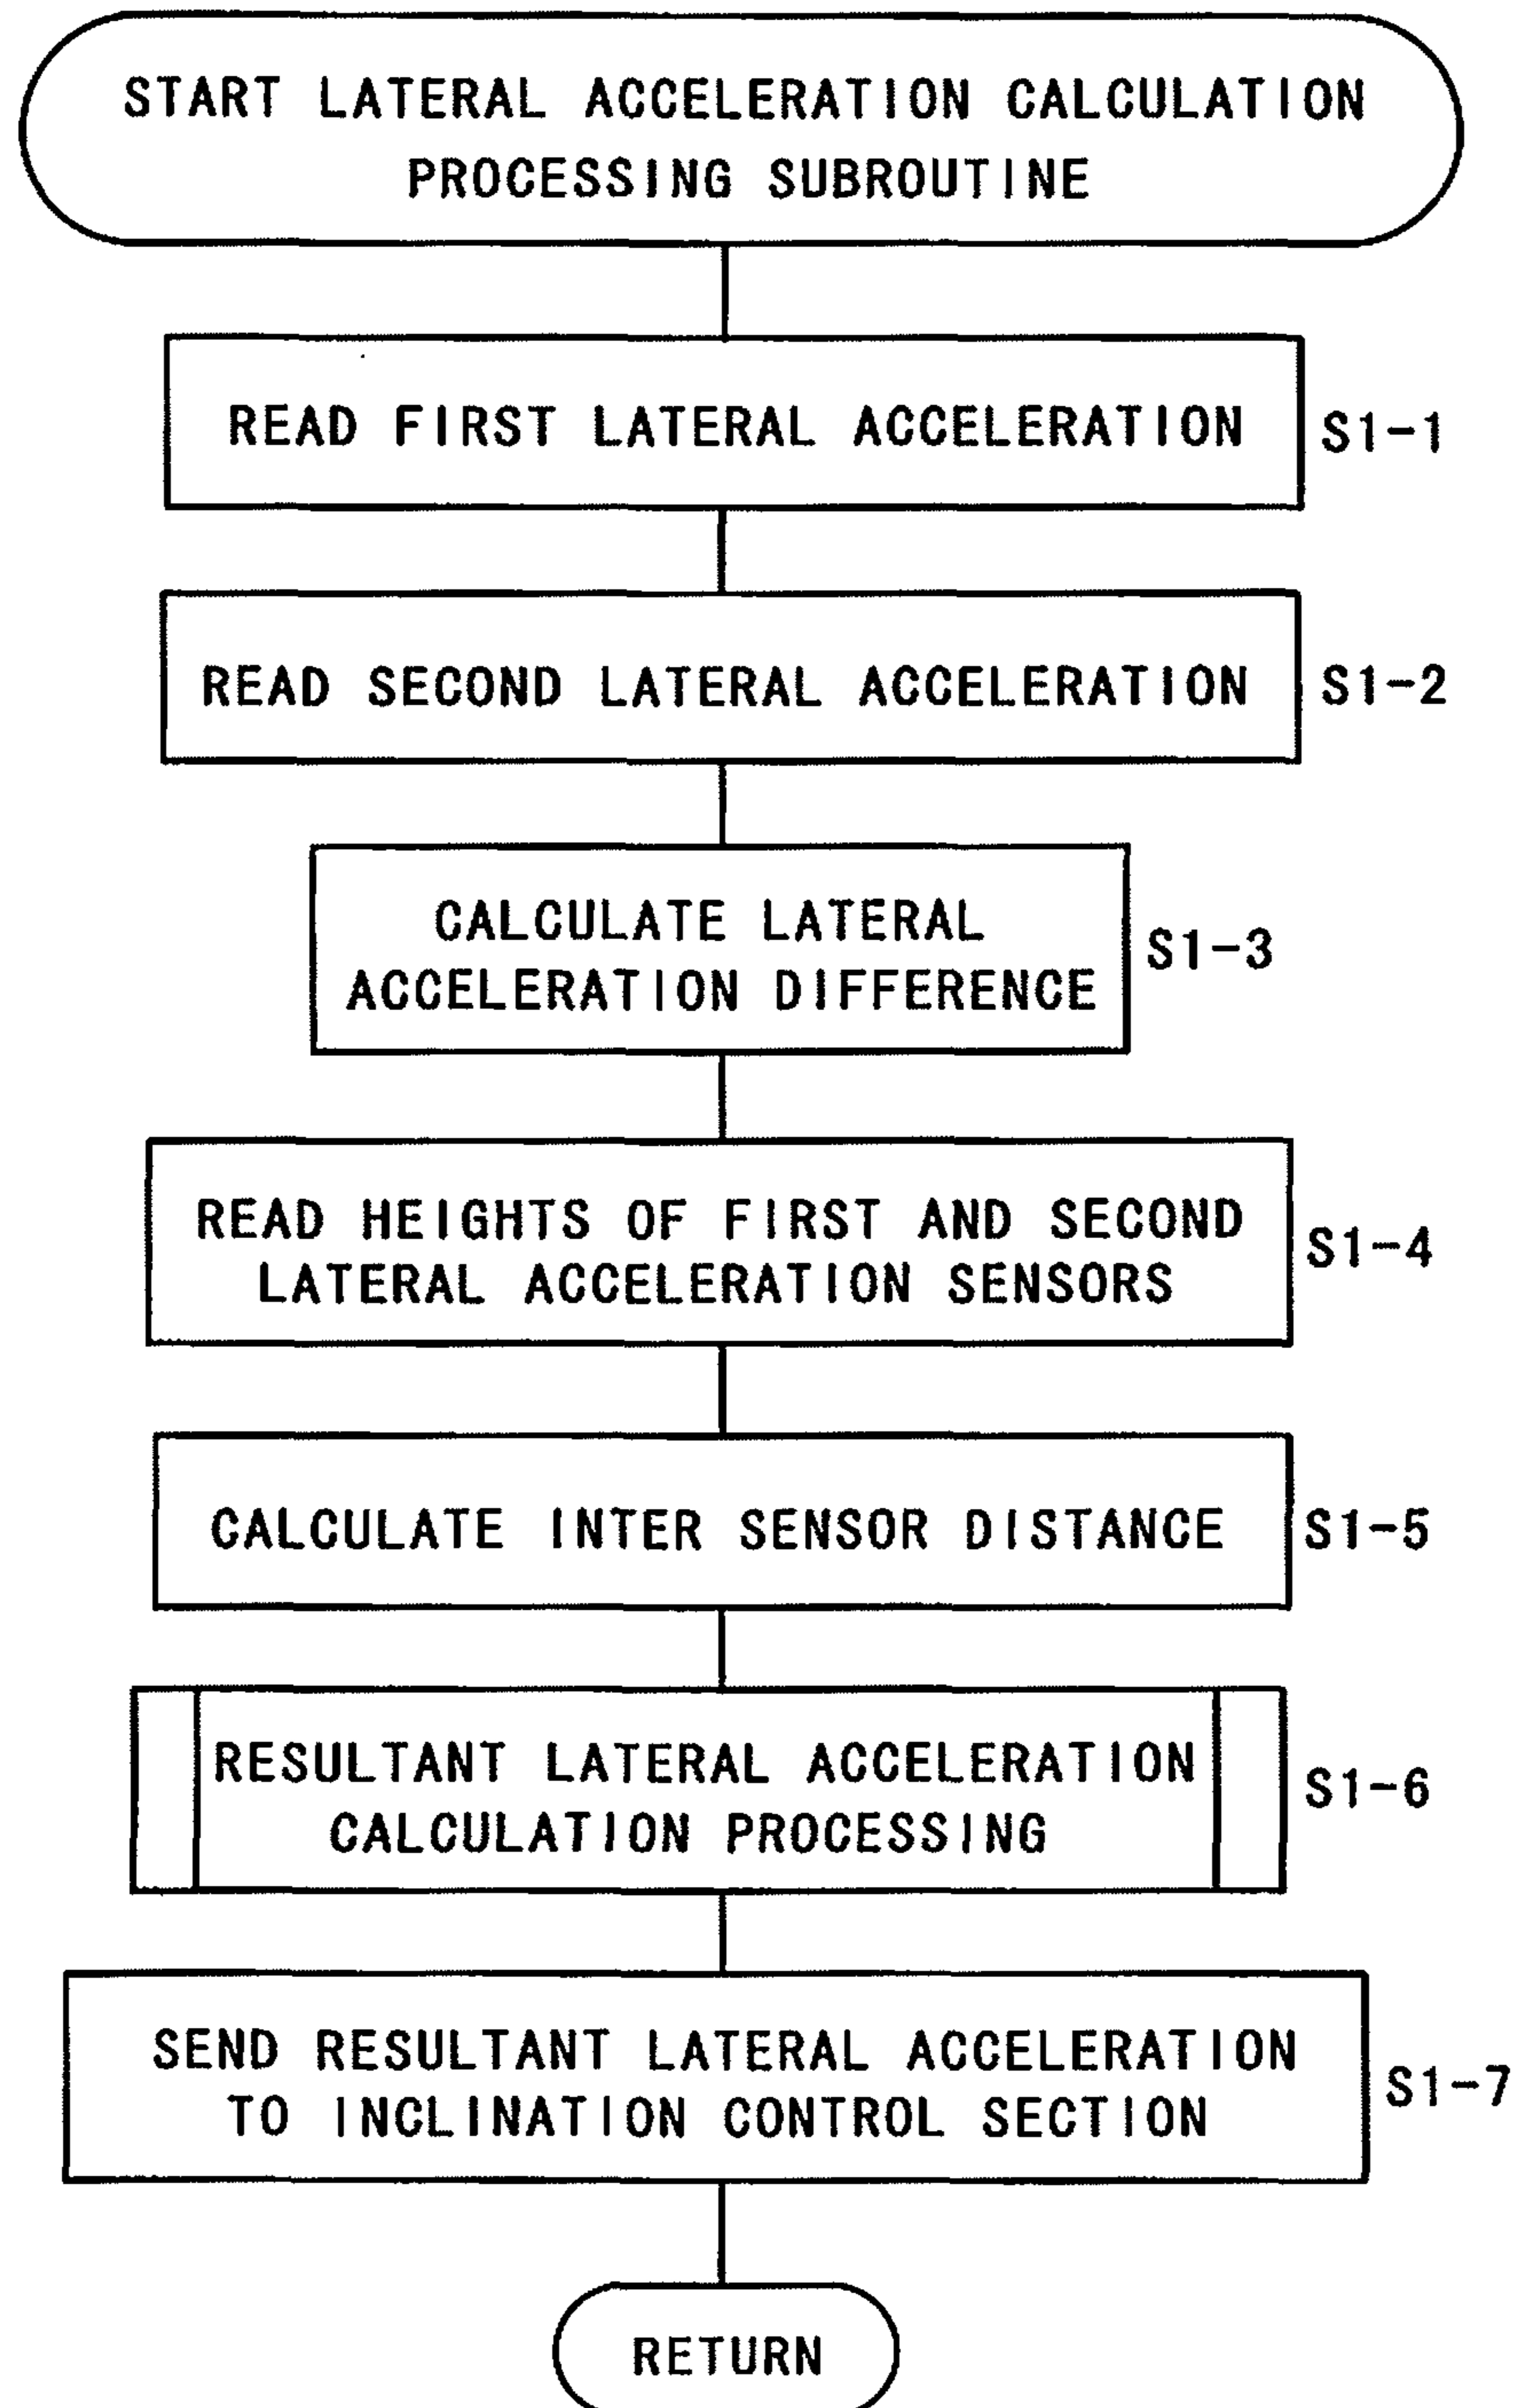 START LATERAL ACCELERATION CALCULATION
PROCESSING SUBROUTINE
READ FIRST LATERAL ACCELERATION
S1-1
READ SECOND LATERAL ACCELERATION
S1-2
CALCULATE LATERAL
ACCELERATION DIFFERENCE
S1-3
READ HEIGHTS OF FIRST AND SECOND
LATERAL ACCELERATION SENSORS
S1-4
CALCULATE INTER SENSOR DISTANCE
S1-5
RESULTANT LATERAL ACCELERATION
CALCULATION PROCESSING
S1-6
SEND RESULTANT LATERAL ACCELERATION
TO INCLINATION CONTROL SECTION
S1-7
RETURN